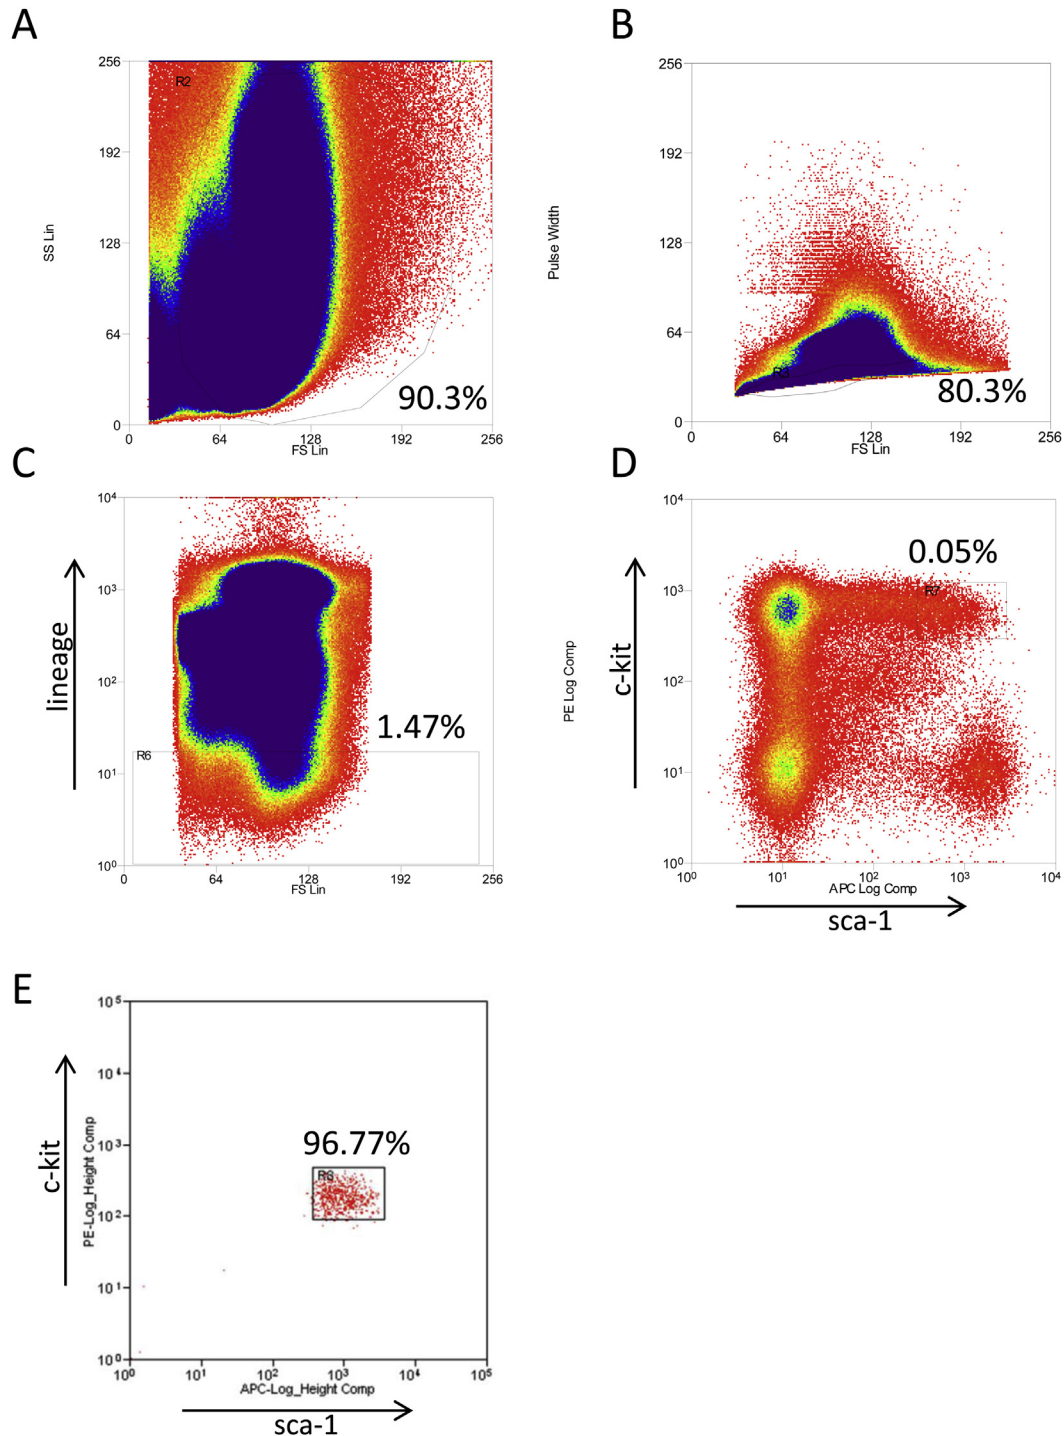 A
256
192
128
64
0
SS Lin
R2
90.3%
0 64 128 192 256
FS Lin
B
256
192
128
64
0
Pulse Width
80.3%
0 64 128 192 256
FS Lin
C
10⁴
10³
10²
10¹
10⁰
lineage
R6
1.47%
0 64 128 192 256
FS Lin
D
10⁴
10³
10²
10¹
10⁰
PE Log Comp
c-kit
0.05%
R7
10⁰ 10¹ 10² 10³ 10⁴
APC Log Comp
sca-1
E
10⁵
10⁴
10³
10²
10¹
10⁰
c-kit
PE-Log_Height Comp
96.77%
10⁰ 10¹ 10² 10³ 10⁴ 10⁵
APC-Log_Height Comp
sca-1